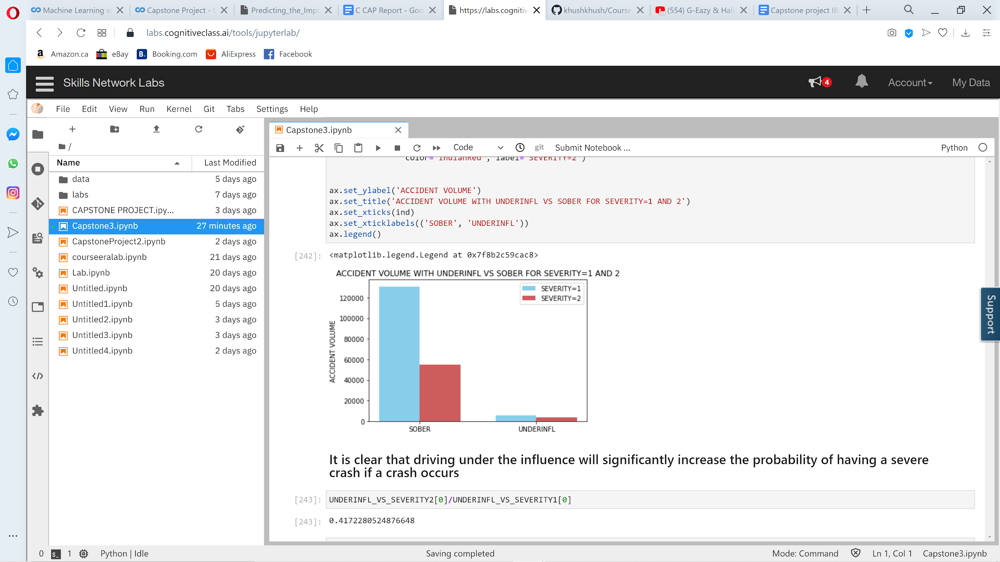 Machine Learning w
Capstone Project - C
Predicting_the_Impr
C CAP Report - Goo
https://labs.cognitiv
khushkhush/Course
(554) G-Eazy & Hals
Capstone project IB
labs.cognitiveclass.ai/tools/jupyterlab/
Amazon.ca
eBay
Booking.com
AliExpress
Facebook
Skills Network Labs
4
Account
My Data
File Edit View Run Kernel Git Tabs Settings Help
Capstone3.ipynb
/
Code
git
Submit Notebook ...
Python
Name
Last Modified
data 5 days ago
labs 7 days ago
CAPSTONE PROJECT.ipy... 3 days ago
Capstone3.ipynb 27 minutes ago
CapstoneProject2.ipynb 2 days ago
courseeralab.ipynb 21 days ago
Lab.ipynb 20 days ago
Untitled.ipynb 20 days ago
Untitled1.ipynb 5 days ago
Untitled2.ipynb 3 days ago
Untitled3.ipynb 3 days ago
Untitled4.ipynb 2 days ago
color='IndianRed', label='SEVERITY=2')
ax.set_ylabel('ACCIDENT VOLUME')
ax.set_title('ACCIDENT VOLUME WITH UNDERINFL VS SOBER FOR SEVERITY=1 AND 2')
ax.set_xticks(ind)
ax.set_xticklabels(('SOBER', 'UNDERINFL'))
ax.legend()
[242]: <matplotlib.legend.Legend at 0x7f8b2c59cac8>
ACCIDENT VOLUME WITH UNDERINFL VS SOBER FOR SEVERITY=1 AND 2
SEVERITY=1
SEVERITY=2
120000
100000
80000
60000
40000
20000
0
ACCIDENT VOLUME
SOBER
UNDERINFL
It is clear that driving under the influence will significantly increase the probability of having a severe
crash if a crash occurs
[243]: UNDERINFL_VS_SEVERITY2[0]/UNDERINFL_VS_SEVERITY1[0]
[243]: 0.4172280524876648
Support
0 $_ 1 Python | Idle
Saving completed
Mode: Command
Ln 1, Col 1
Capstone3.ipynb